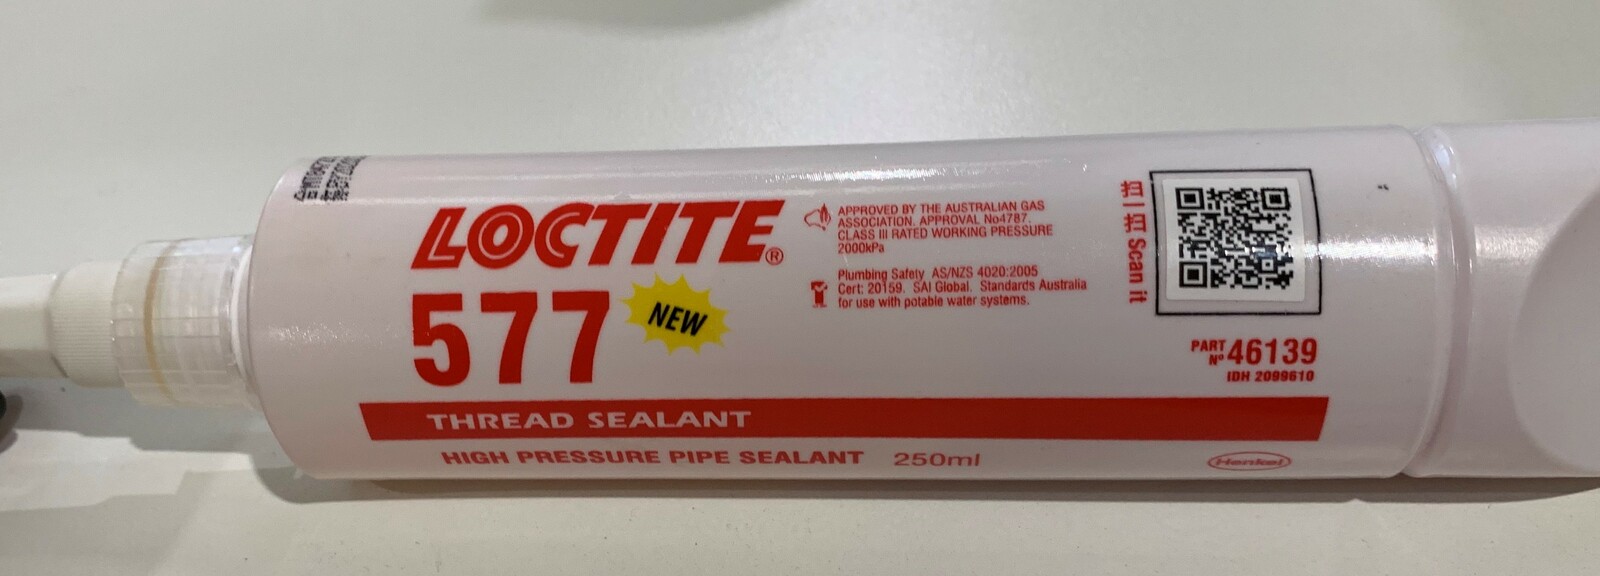 LOCTITE®
577
NEW
THREAD SEALANT
HIGH PRESSURE PIPE SEALANT 250ml
APPROVED BY THE AUSTRALIAN GAS
ASSOCIATION. APPROVAL No4787.
CLASS III RATED WORKING PRESSURE
2000kPa
Plumbing Safety AS/NZS 4020:2005
Cert: 20159. SAI Global. Standards Australia
for use with potable water systems.
扫一扫 Scan it
PART Nº 46139
IDH 2099610
Henkel